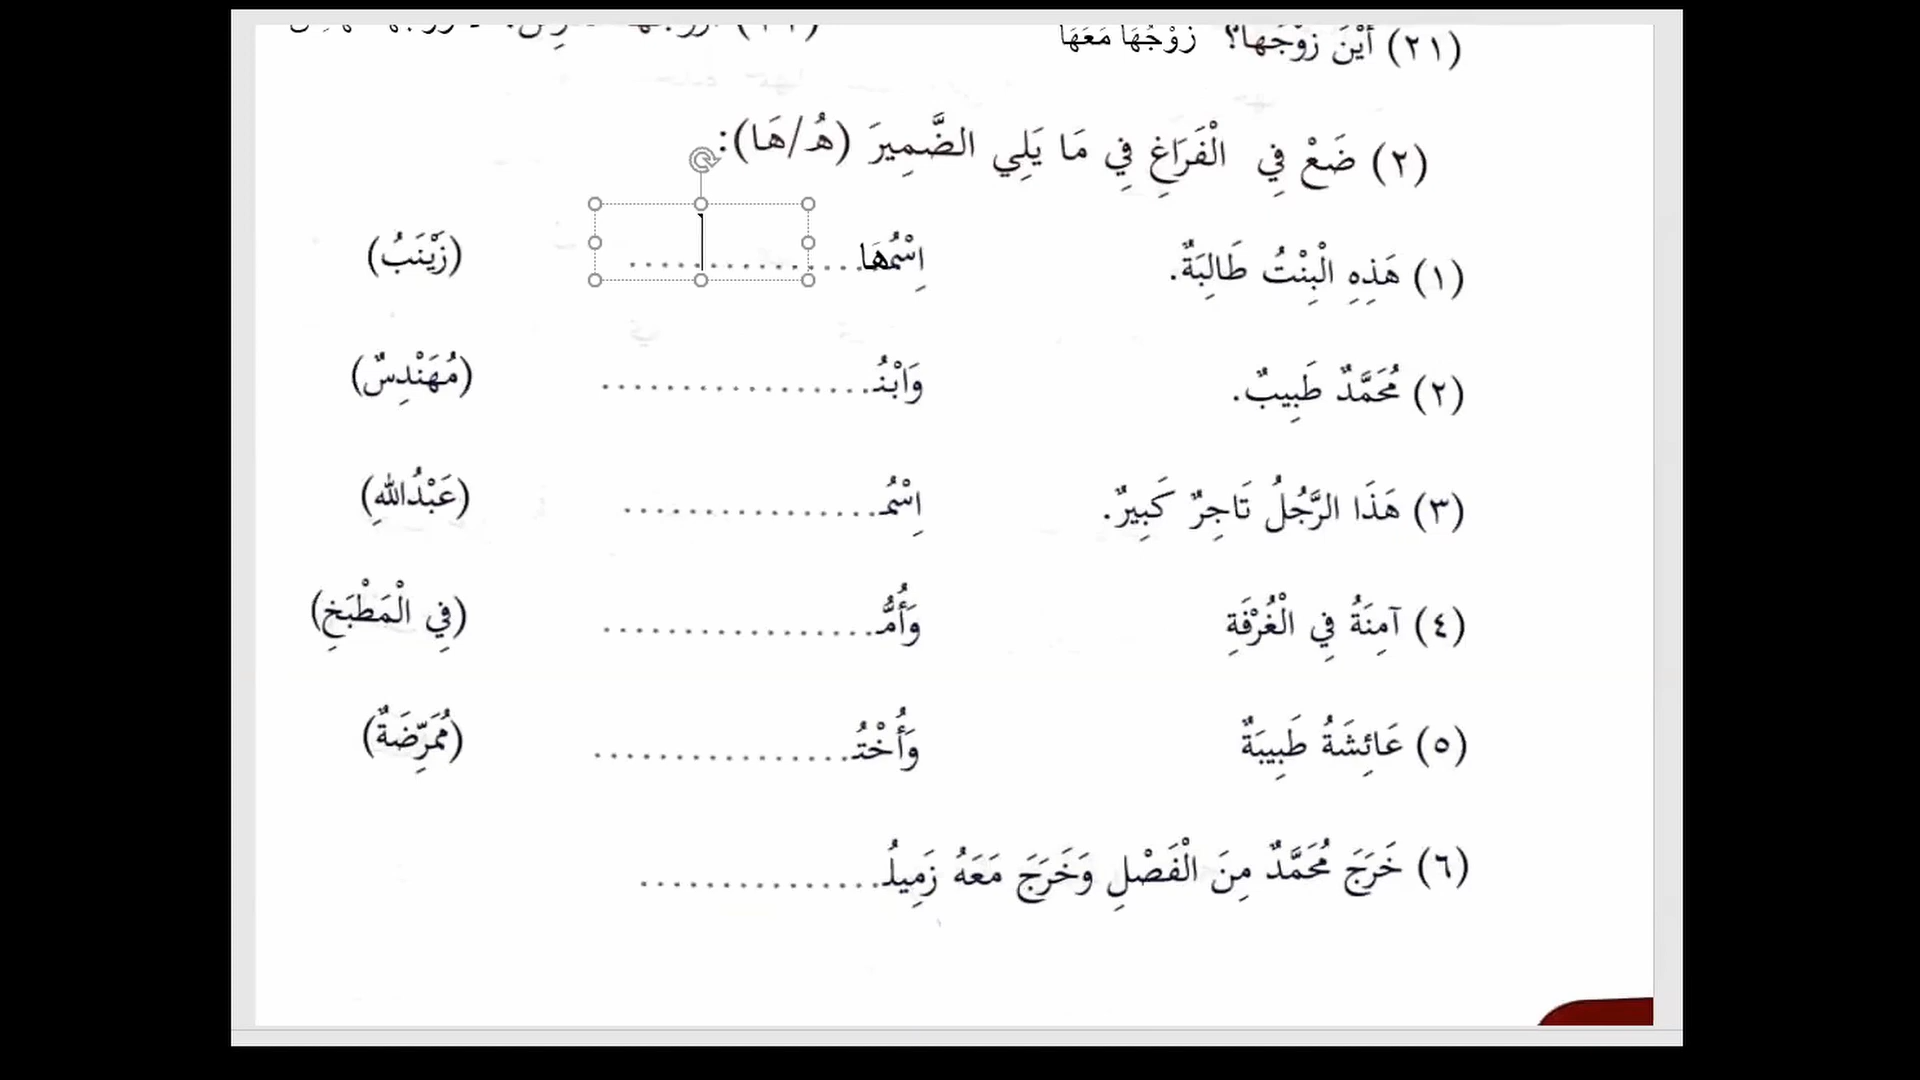 (٢١) أَيْنَ زَوْجُهَا؟ زَوْجُهَا مَعَهَا
(٢) ضَعْ فِي الْفَرَاغِ فِي مَا يَلِي الضَّمِيرَ (هُ/هَا):
(١) هَذِهِ الْبِنْتُ طَالِبَةٌ. اِسْمُهَا................ (زَيْنَبُ)
(٢) مُحَمَّدٌ طَبِيبٌ. وَابْنُ................. (مُهَنْدِسٌ)
(٣) هَذَا الرَّجُلُ تَاجِرٌ كَبِيرٌ. اِسْمُـ................ (عَبْدُاللهِ)
(٤) آمِنَةُ فِي الْغُرْفَةِ وَأُمُّـ................. (فِي الْمَطْبَخِ)
(٥) عَائِشَةُ طَبِيبَةٌ وَأُخْتُـ................ (مُمَرِّضَةٌ)
(٦) خَرَجَ مُحَمَّدٌ مِنَ الْفَصْلِ وَخَرَجَ مَعَهُ زَمِيلُـ...............